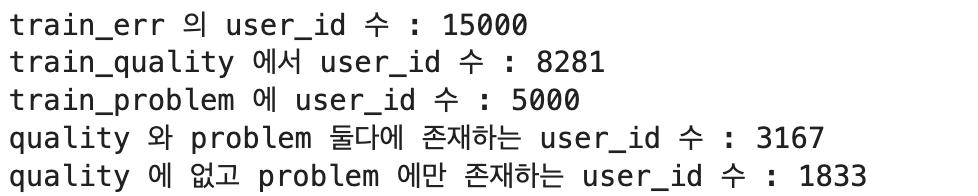 train_err 의 user_id 수 : 15000
train_quality 에서 user_id 수 : 8281
train_problem 에 user_id 수 : 5000
quality 와 problem 둘다에 존재하는 user_id 수 : 3167
quality 에 없고 problem 에만 존재하는 user_id 수 : 1833